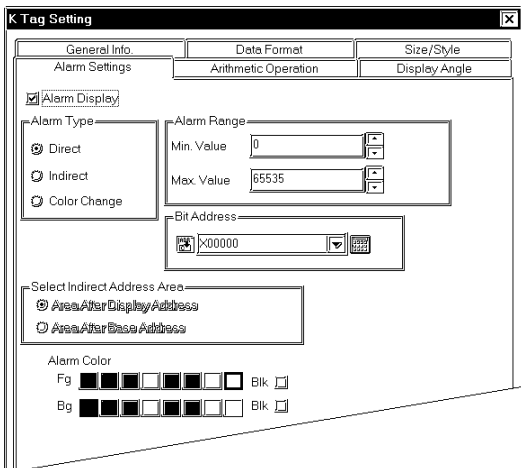 K Tag Setting
General Info. Data Format Size/Style
Alarm Settings Arithmetic Operation Display Angle
Alarm Display
Alarm Type
Direct
Indirect
Color Change
Alarm Range
Min. Value 0
Max. Value 65535
Bit Address
X00000
Select Indirect Address Area
Area After Display Address
Area After Base Address
Alarm Color
Fg Blk
Bg Blk